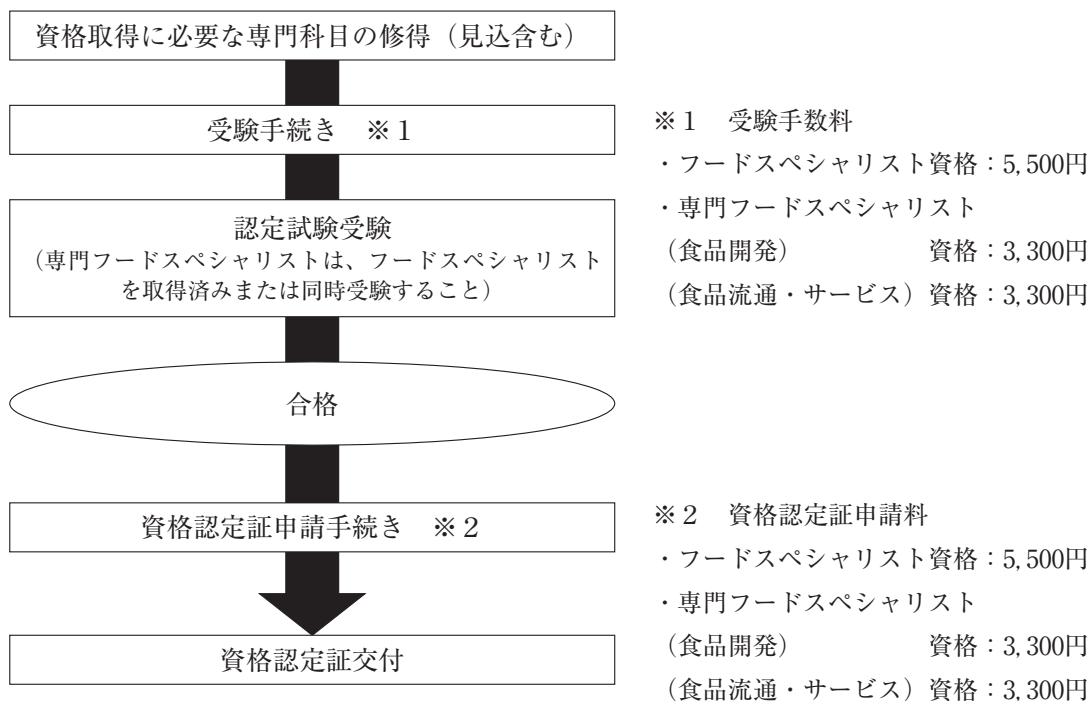 資格取得に必要な専門科目の修得（見込含む）
受験手続き　※１
認定試験受験
（専門フードスペシャリストは、フードスペシャリスト
を取得済みまたは同時受験すること）
合格
資格認定証申請手続き　※２
資格認定証交付
※１　受験手数料
・フードスペシャリスト資格：5,500円
・専門フードスペシャリスト
（食品開発）　　　　　資格：3,300円
（食品流通・サービス）資格：3,300円
※２　資格認定証申請料
・フードスペシャリスト資格：5,500円
・専門フードスペシャリスト
（食品開発）　　　　　資格：3,300円
（食品流通・サービス）資格：3,300円